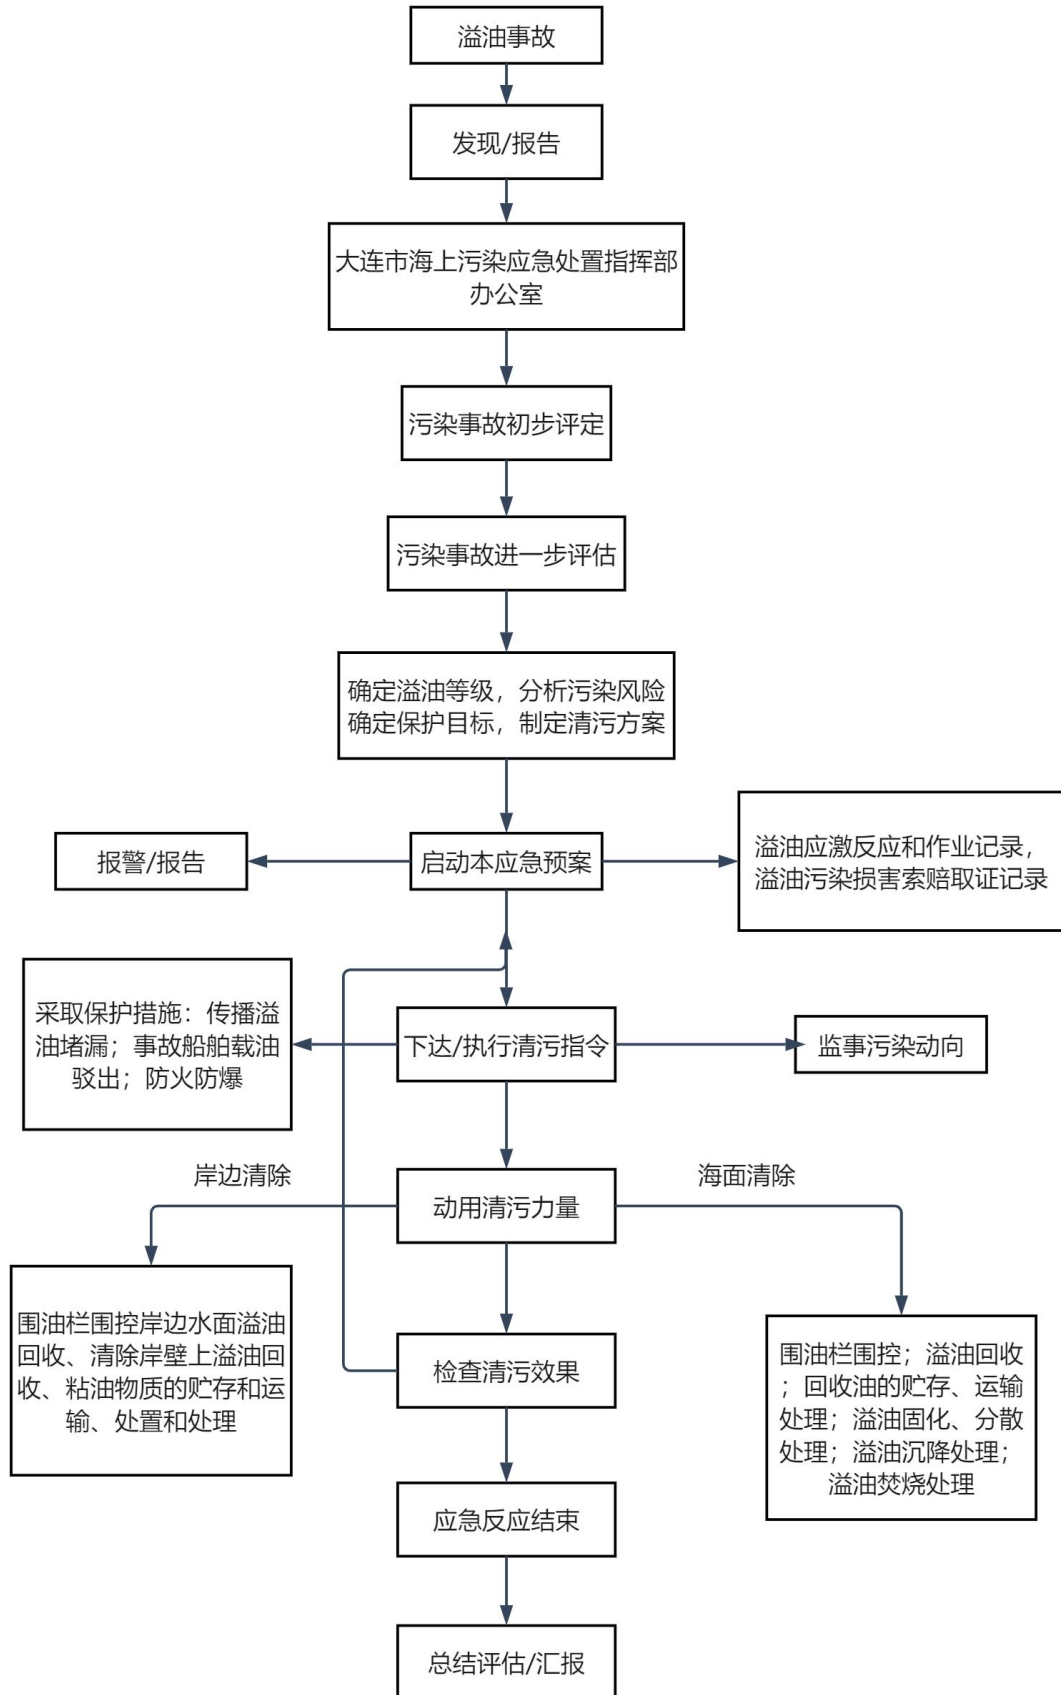 溢油事故
发现/报告
大连市海上污染应急处置指挥部
办公室
污染事故初步评定
污染事故进一步评估
确定溢油等级，分析污染风险
确定保护目标，制定清污方案
报警/报告
启动本应急预案
溢油应激反应和作业记录，
溢油污染损害索赔取证记录
采取保护措施：传播溢
油堵漏；事故船舶载油
驳出；防火防爆
下达/执行清污指令
监事污染动向
岸边清除
动用清污力量
海面清除
围油栏围控岸边水面溢油
回收、清除岸壁上溢油回
收、粘油物质的贮存和运
输、处置和处理
检查清污效果
围油栏围控；溢油回收
；回收油的贮存、运输
处理；溢油固化、分散
处理；溢油沉降处理；
溢油焚烧处理
应急反应结束
总结评估/汇报